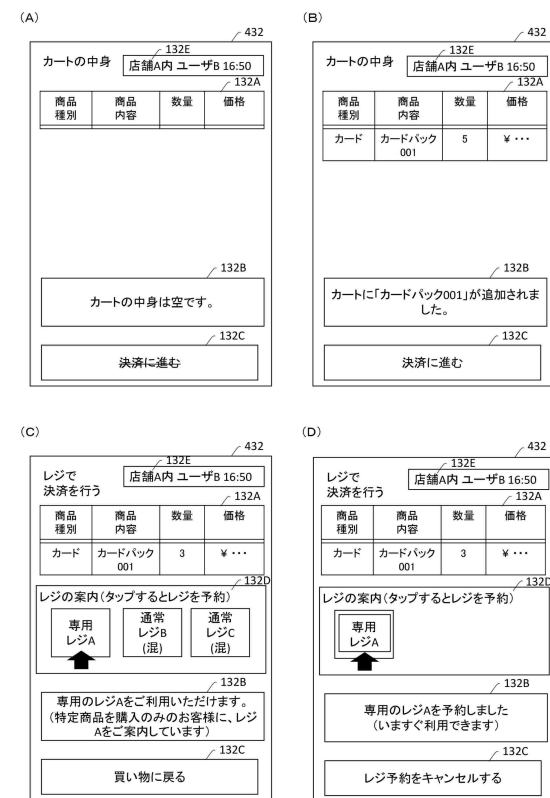 (A)
432
132E
カートの中身
店舗A内 ユーザB 16:50
132A
商品 商品 数量 価格
種別 内容
132B
カートの中身は空です。
132C
決済に進む
(B)
432
132E
カートの中身
店舗A内 ユーザB 16:50
132A
商品 商品 数量 価格
種別 内容
カード カードパック 5 ¥ ･･･
001
132B
カートに「カードパック001」が追加されま
した。
132C
決済に進む
(C)
432
132E
レジで
決済を行う
店舗A内 ユーザB 16:50
132A
商品 商品 数量 価格
種別 内容
カード カードパック 3 ¥ ･･･
001
132D
レジの案内(タップするとレジを予約)
専用 通常 通常
レジA レジB レジC
(混) (混)
132B
専用のレジAをご利用いただけます。
(特定商品を購入のみのお客様に、レジ
Aをご案内しています)
132C
買い物に戻る
(D)
432
132E
レジで
決済を行う
店舗A内 ユーザB 16:50
132A
商品 商品 数量 価格
種別 内容
カード カードパック 3 ¥ ･･･
001
132D
レジの案内(タップするとレジを予約)
専用
レジA
132B
専用のレジAを予約しました
(いますぐ利用できます)
132C
レジ予約をキャンセルする